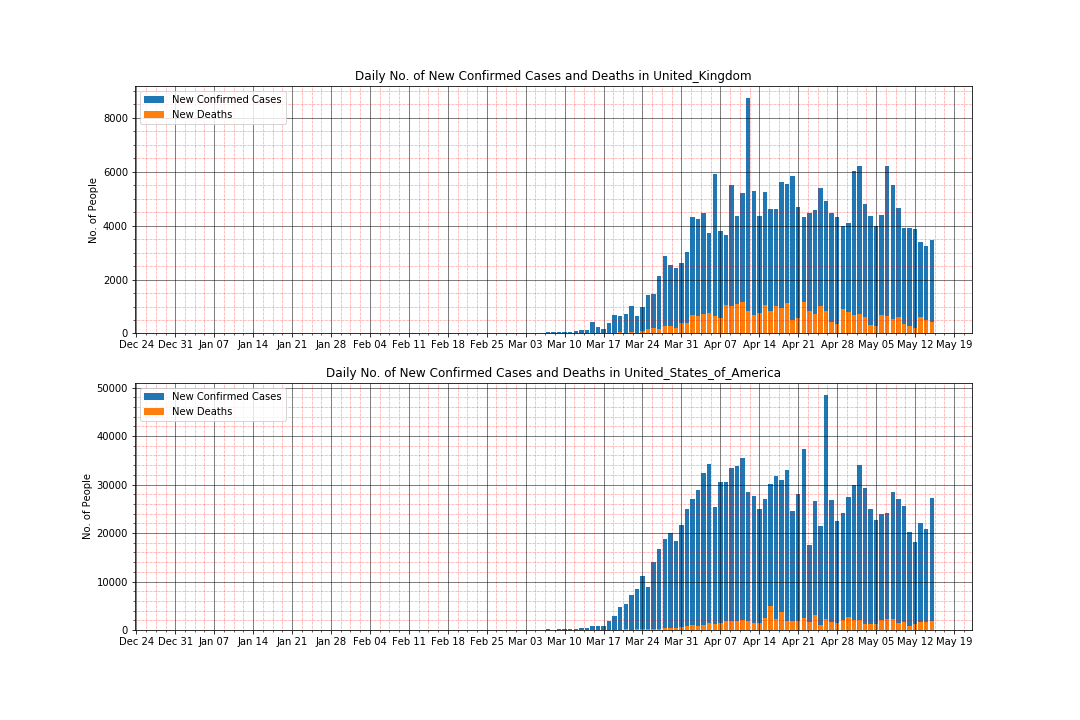 Daily No. of New Confirmed Cases and Deaths in United_Kingdom
New Confirmed Cases
New Deaths
No. of People
8000
6000
4000
2000
0
Dec 24 Dec 31 Jan 07 Jan 14 Jan 21 Jan 28 Feb 04 Feb 11 Feb 18 Feb 25 Mar 03 Mar 10 Mar 17 Mar 24 Mar 31 Apr 07 Apr 14 Apr 21 Apr 28 May 05 May 12 May 19
Daily No. of New Confirmed Cases and Deaths in United_States_of_America
New Confirmed Cases
New Deaths
No. of People
50000
40000
30000
20000
10000
0
Dec 24 Dec 31 Jan 07 Jan 14 Jan 21 Jan 28 Feb 04 Feb 11 Feb 18 Feb 25 Mar 03 Mar 10 Mar 17 Mar 24 Mar 31 Apr 07 Apr 14 Apr 21 Apr 28 May 05 May 12 May 19